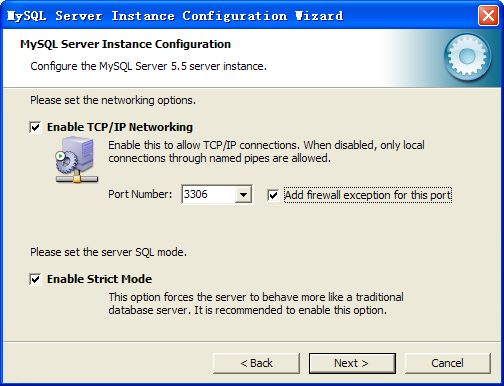 MySQL Server Instance Configuration Wizard
MySQL Server Instance Configuration
Configure the MySQL Server 5.5 server instance.
Please set the networking options.
Enable TCP/IP Networking
Enable this to allow TCP/IP connections. When disabled, only local
connections through named pipes are allowed.
Port Number: 3306 Add firewall exception for this port
Please set the server SQL mode.
Enable Strict Mode
This option forces the server to behave more like a traditional
database server. It is recommended to enable this option.
< Back Next > Cancel